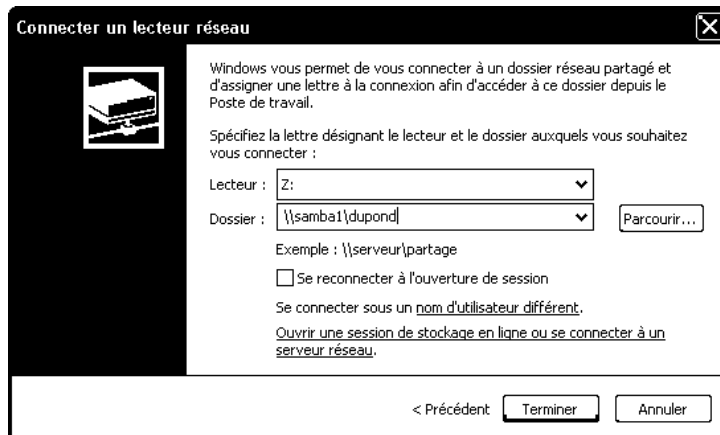 Connecter un lecteur réseau
Windows vous permet de vous connecter à un dossier réseau partagé et
d'assigner une lettre à la connexion afin d'accéder à ce dossier depuis le
Poste de travail.
Spécifiez la lettre désignant le lecteur et le dossier auxquels vous souhaitez
vous connecter :
Lecteur : Z:
Dossier : \\samba1\dupond Parcourir...
Exemple : \\serveur\partage
Se reconnecter à l'ouverture de session
Se connecter sous un nom d'utilisateur différent.
Ouvrir une session de stockage en ligne ou se connecter à un
serveur réseau.
< Précédent Terminer Annuler